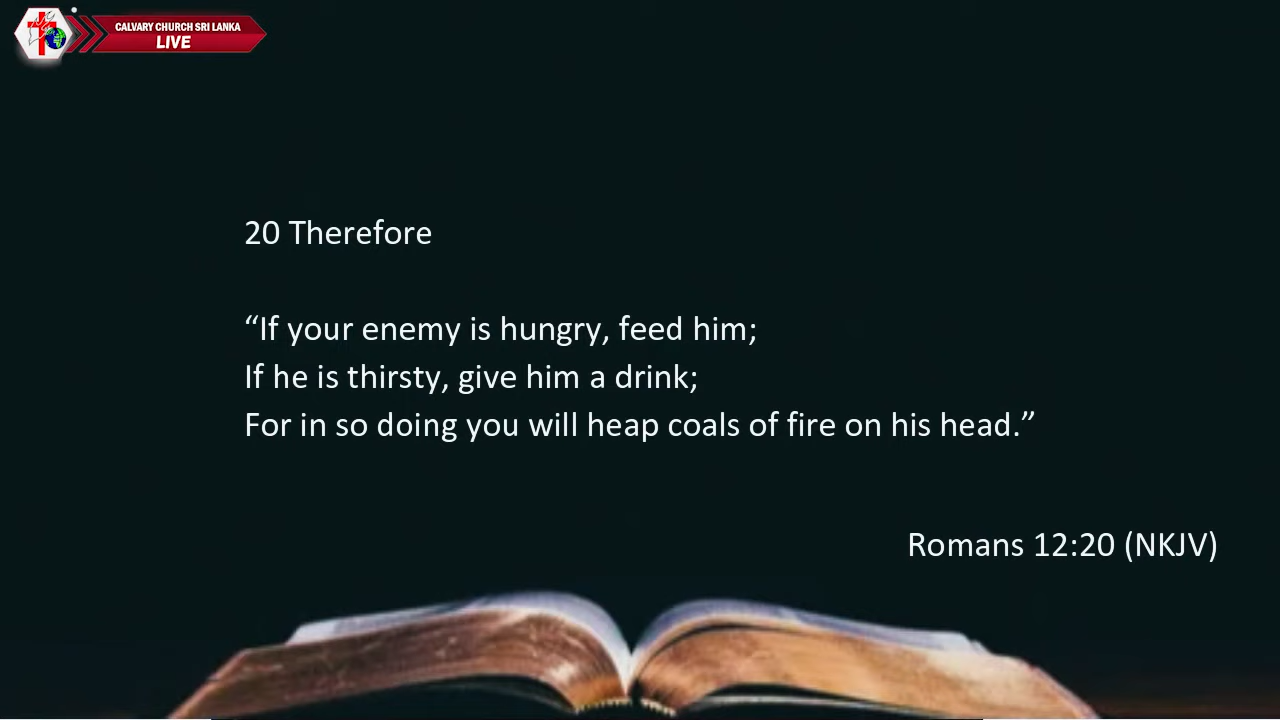 CALVARY CHURCH SRI LANKA
LIVE
20 Therefore
“If your enemy is hungry, feed him;
If he is thirsty, give him a drink;
For in so doing you will heap coals of fire on his head.”
Romans 12:20 (NKJV)